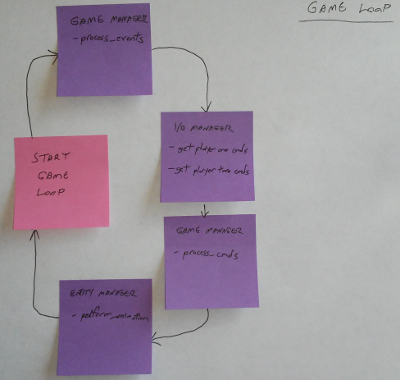 GAME LOOP
GAME MANAGER
- process_events
I/O MANAGER
- get player one cmds
- get player two cmds
START
GAME
LOOP
GAME MANAGER
- process_cmds
ENTITY MANAGER
- perform_animation